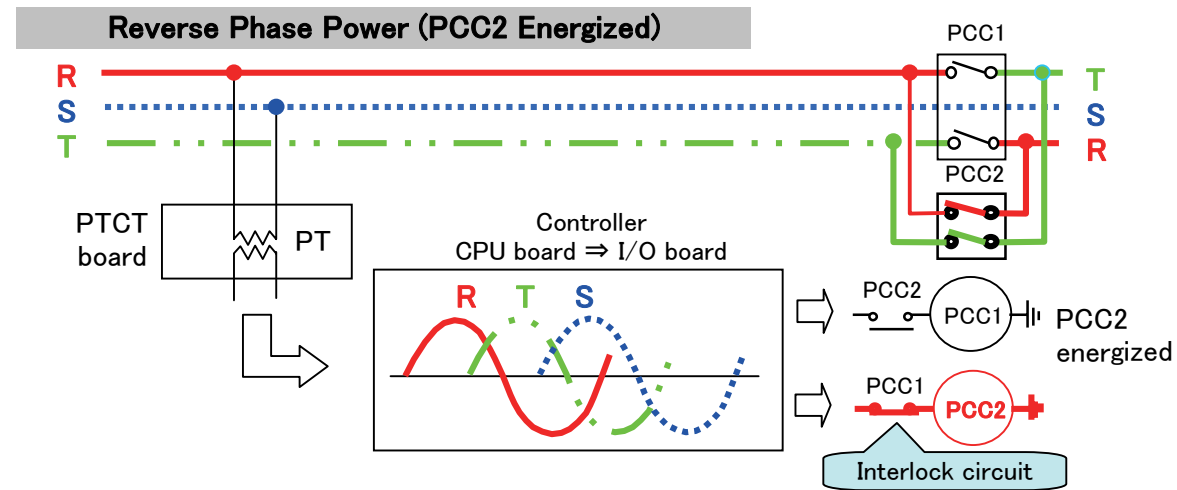 Reverse Phase Power (PCC2 Energized)
PCC1
R
T
S
S
T
R
PCC2
PTCT
board
PT
Controller
CPU board ⇒ I/O board
R T S
PCC2
PCC1
PCC2
energized
PCC1
PCC2
Interlock circuit